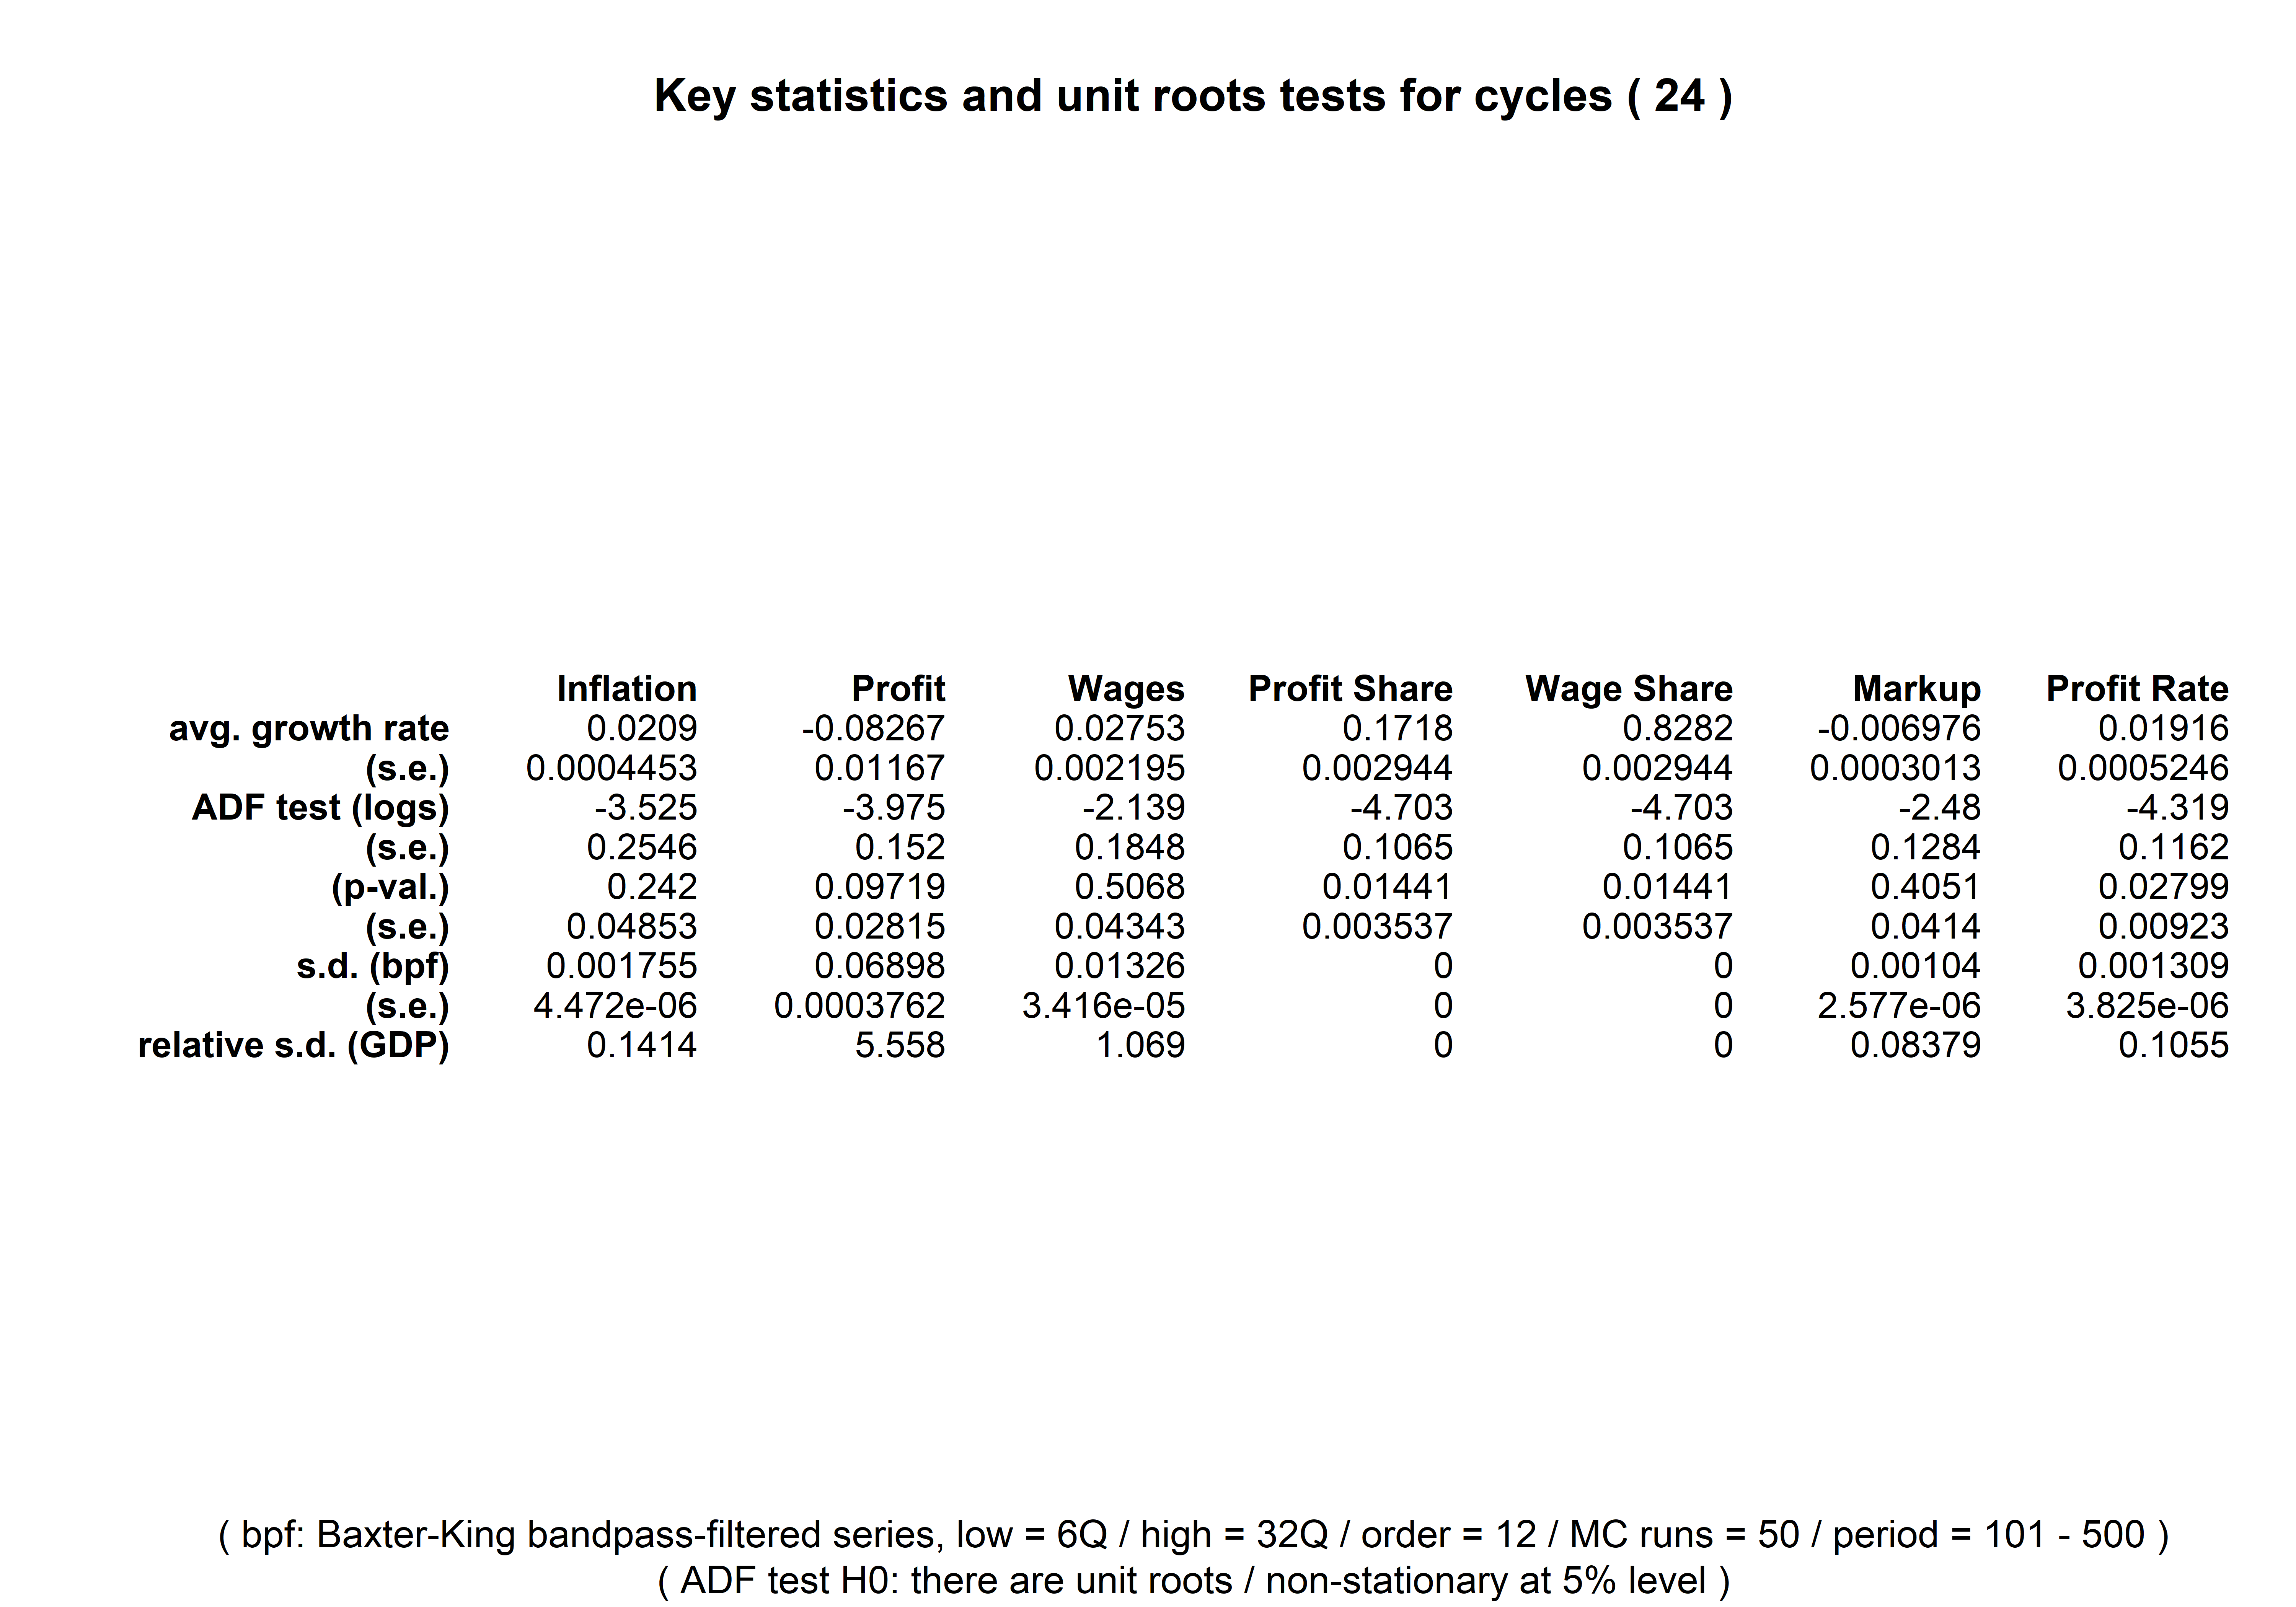 Key statistics and unit roots tests for cycles ( 24 )
Inflation Profit Wages Profit Share Wage Share Markup Profit Rate
avg. growth rate 0.0209 -0.08267 0.02753 0.1718 0.8282 -0.006976 0.01916
(s.e.) 0.0004453 0.01167 0.002195 0.002944 0.002944 0.0003013 0.0005246
ADF test (logs) -3.525 -3.975 -2.139 -4.703 -4.703 -2.48 -4.319
(s.e.) 0.2546 0.152 0.1848 0.1065 0.1065 0.1284 0.1162
(p-val.) 0.242 0.09719 0.5068 0.01441 0.01441 0.4051 0.02799
(s.e.) 0.04853 0.02815 0.04343 0.003537 0.003537 0.0414 0.00923
s.d. (bpf) 0.001755 0.06898 0.01326 0 0 0.00104 0.001309
(s.e.) 4.472e-06 0.0003762 3.416e-05 0 0 2.577e-06 3.825e-06
relative s.d. (GDP) 0.1414 5.558 1.069 0 0 0.08379 0.1055
( bpf: Baxter-King bandpass-filtered series, low = 6Q / high = 32Q / order = 12 / MC runs = 50 / period = 101 - 500 )
( ADF test H0: there are unit roots / non-stationary at 5% level )